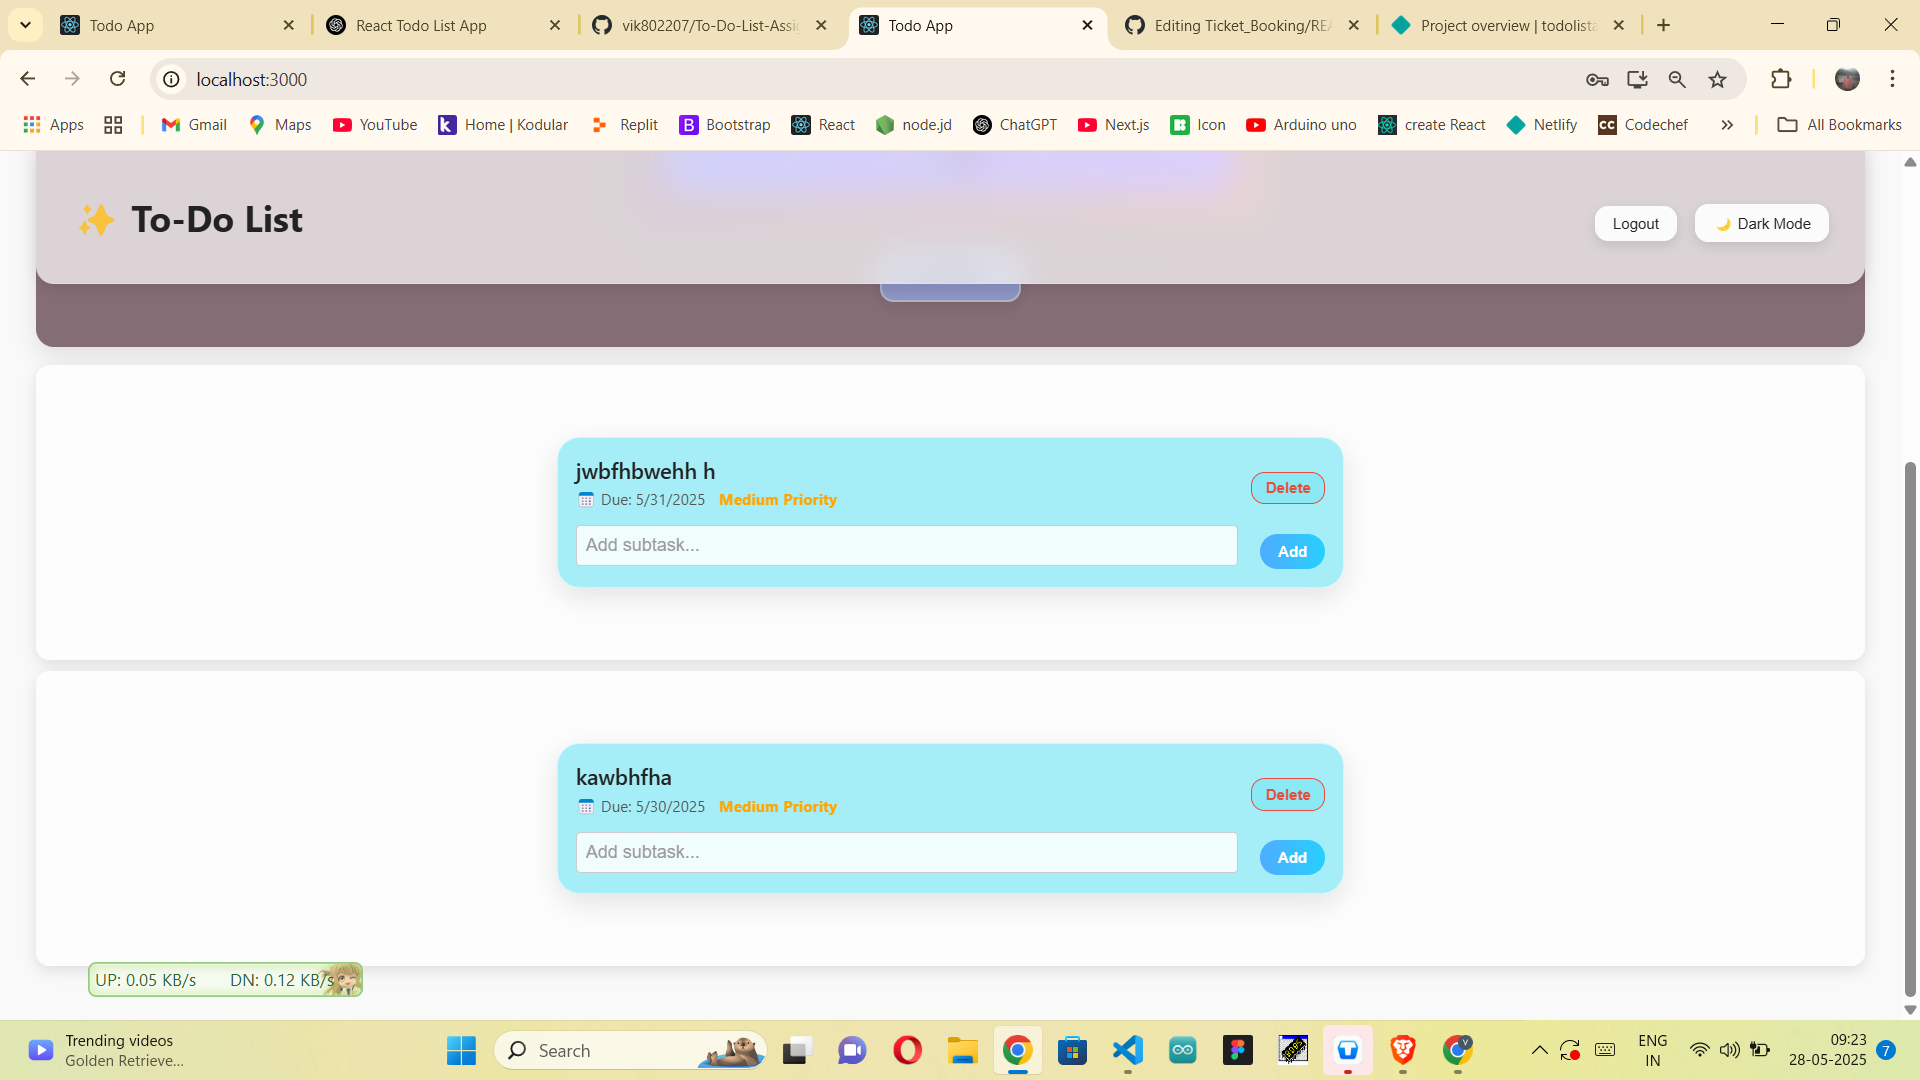 Todo App
React Todo List App
vik802207/To-Do-List-Assig
Todo App
Editing Ticket_Booking/REA
Project overview | todolista
localhost:3000
Apps
Gmail
Maps
YouTube
Home | Kodular
Replit
Bootstrap
React
node.jd
ChatGPT
Next.js
Icon
Arduino uno
create React
Netlify
Codechef
All Bookmarks
✨ To-Do List
Logout
🌙 Dark Mode
jwbfhbwehh h
Due: 5/31/2025 Medium Priority
Delete
Add subtask...
Add
kawbhfha
Due: 5/30/2025 Medium Priority
Delete
Add subtask...
Add
UP: 0.05 KB/s DN: 0.12 KB/s
Trending videos
Golden Retrieve...
Search
ENG
IN
09:23
28-05-2025
7